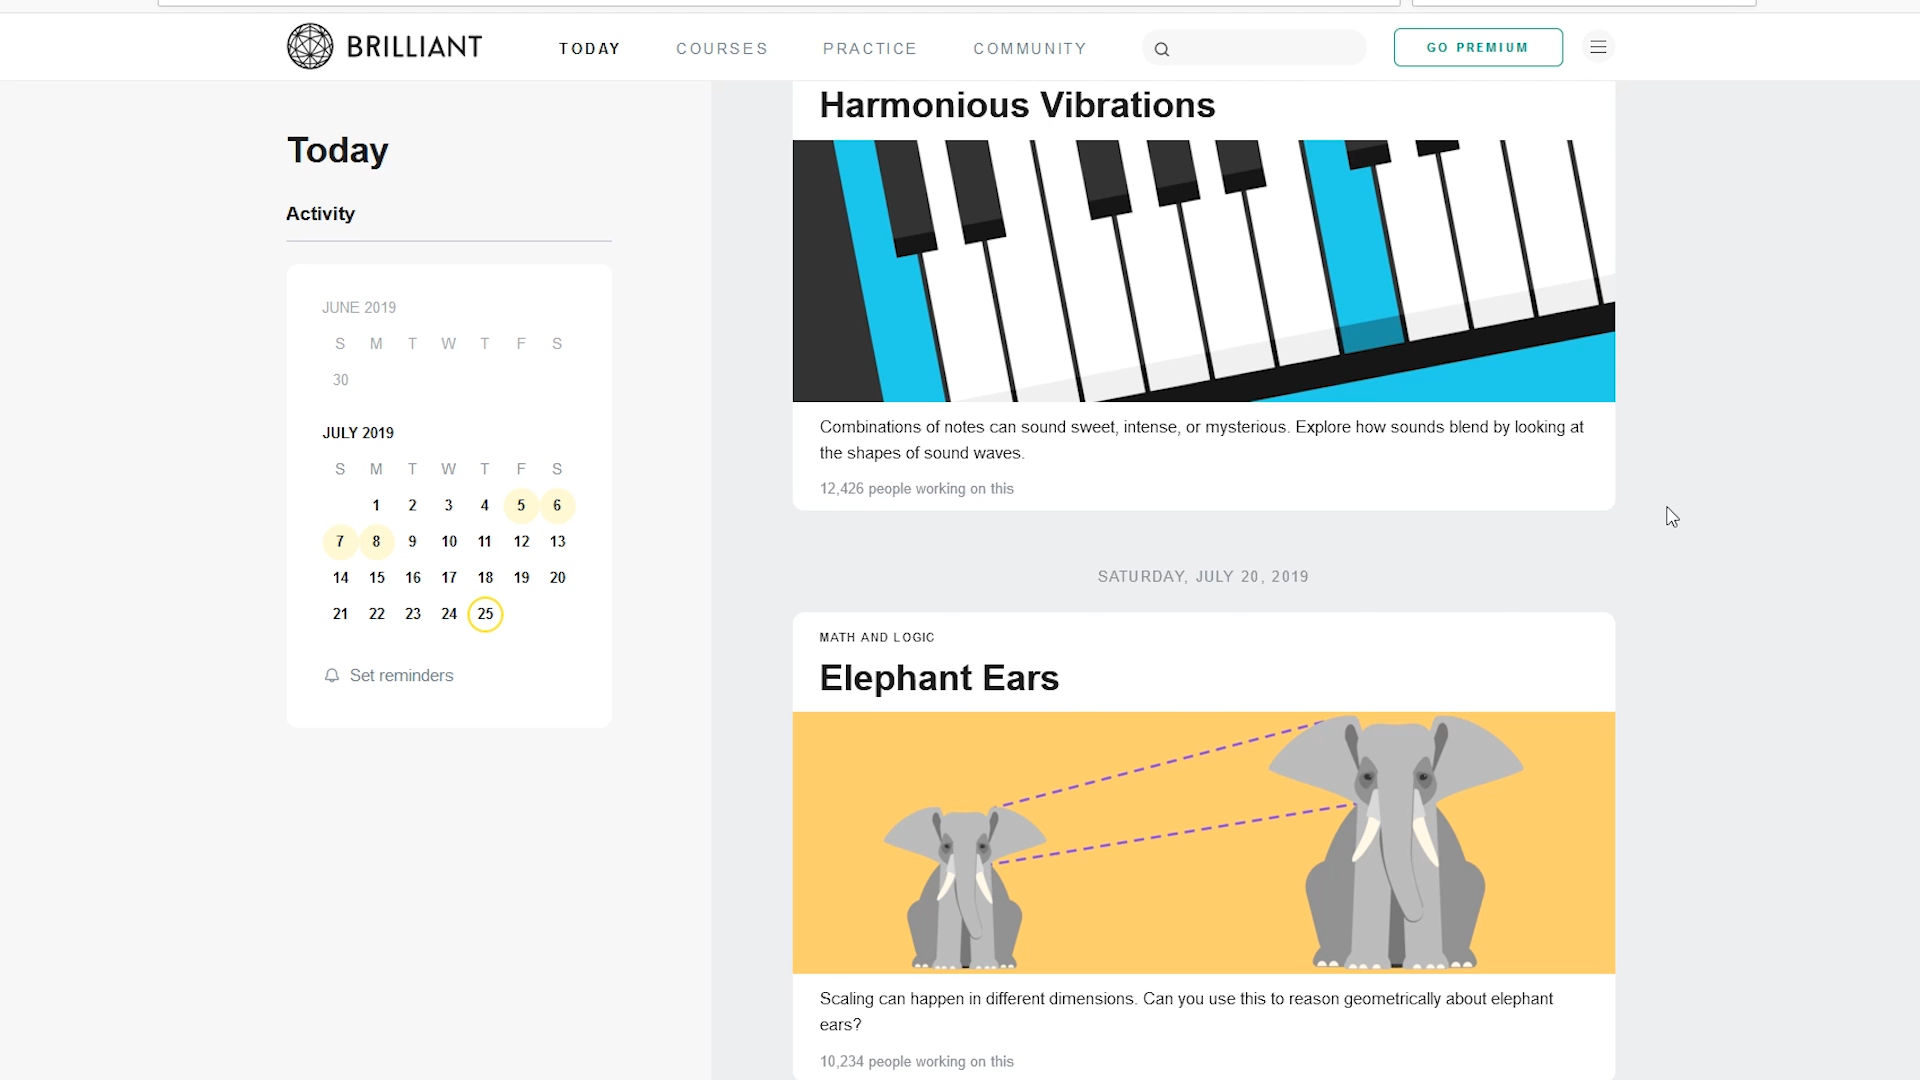 BRILLIANT
TODAY COURSES PRACTICE COMMUNITY GO PREMIUM
Today
Activity
JUNE 2019
S M T W T F S
30
JULY 2019
S M T W T F S
1 2 3 4 5 6
7 8 9 10 11 12 13
14 15 16 17 18 19 20
21 22 23 24 25
Set reminders
Harmonious Vibrations
Combinations of notes can sound sweet, intense, or mysterious. Explore how sounds blend by looking at
the shapes of sound waves.
12,426 people working on this
SATURDAY, JULY 20, 2019
MATH AND LOGIC
Elephant Ears
Scaling can happen in different dimensions. Can you use this to reason geometrically about elephant
ears?
10,234 people working on this